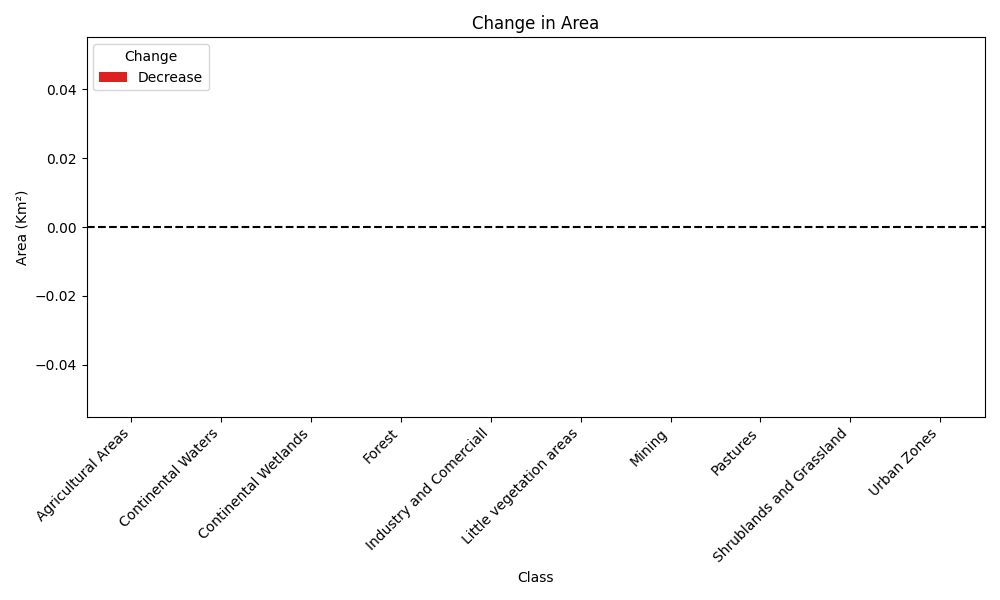 Change in Area
Change
Decrease
Area (Km²)
0.04
0.02
0.00
−0.02
−0.04
Agricultural Areas
Continental Waters
Continental Wetlands
Forest
Industry and Comerciall
Little vegetation areas
Mining
Pastures
Shrublands and Grassland
Urban Zones
Class